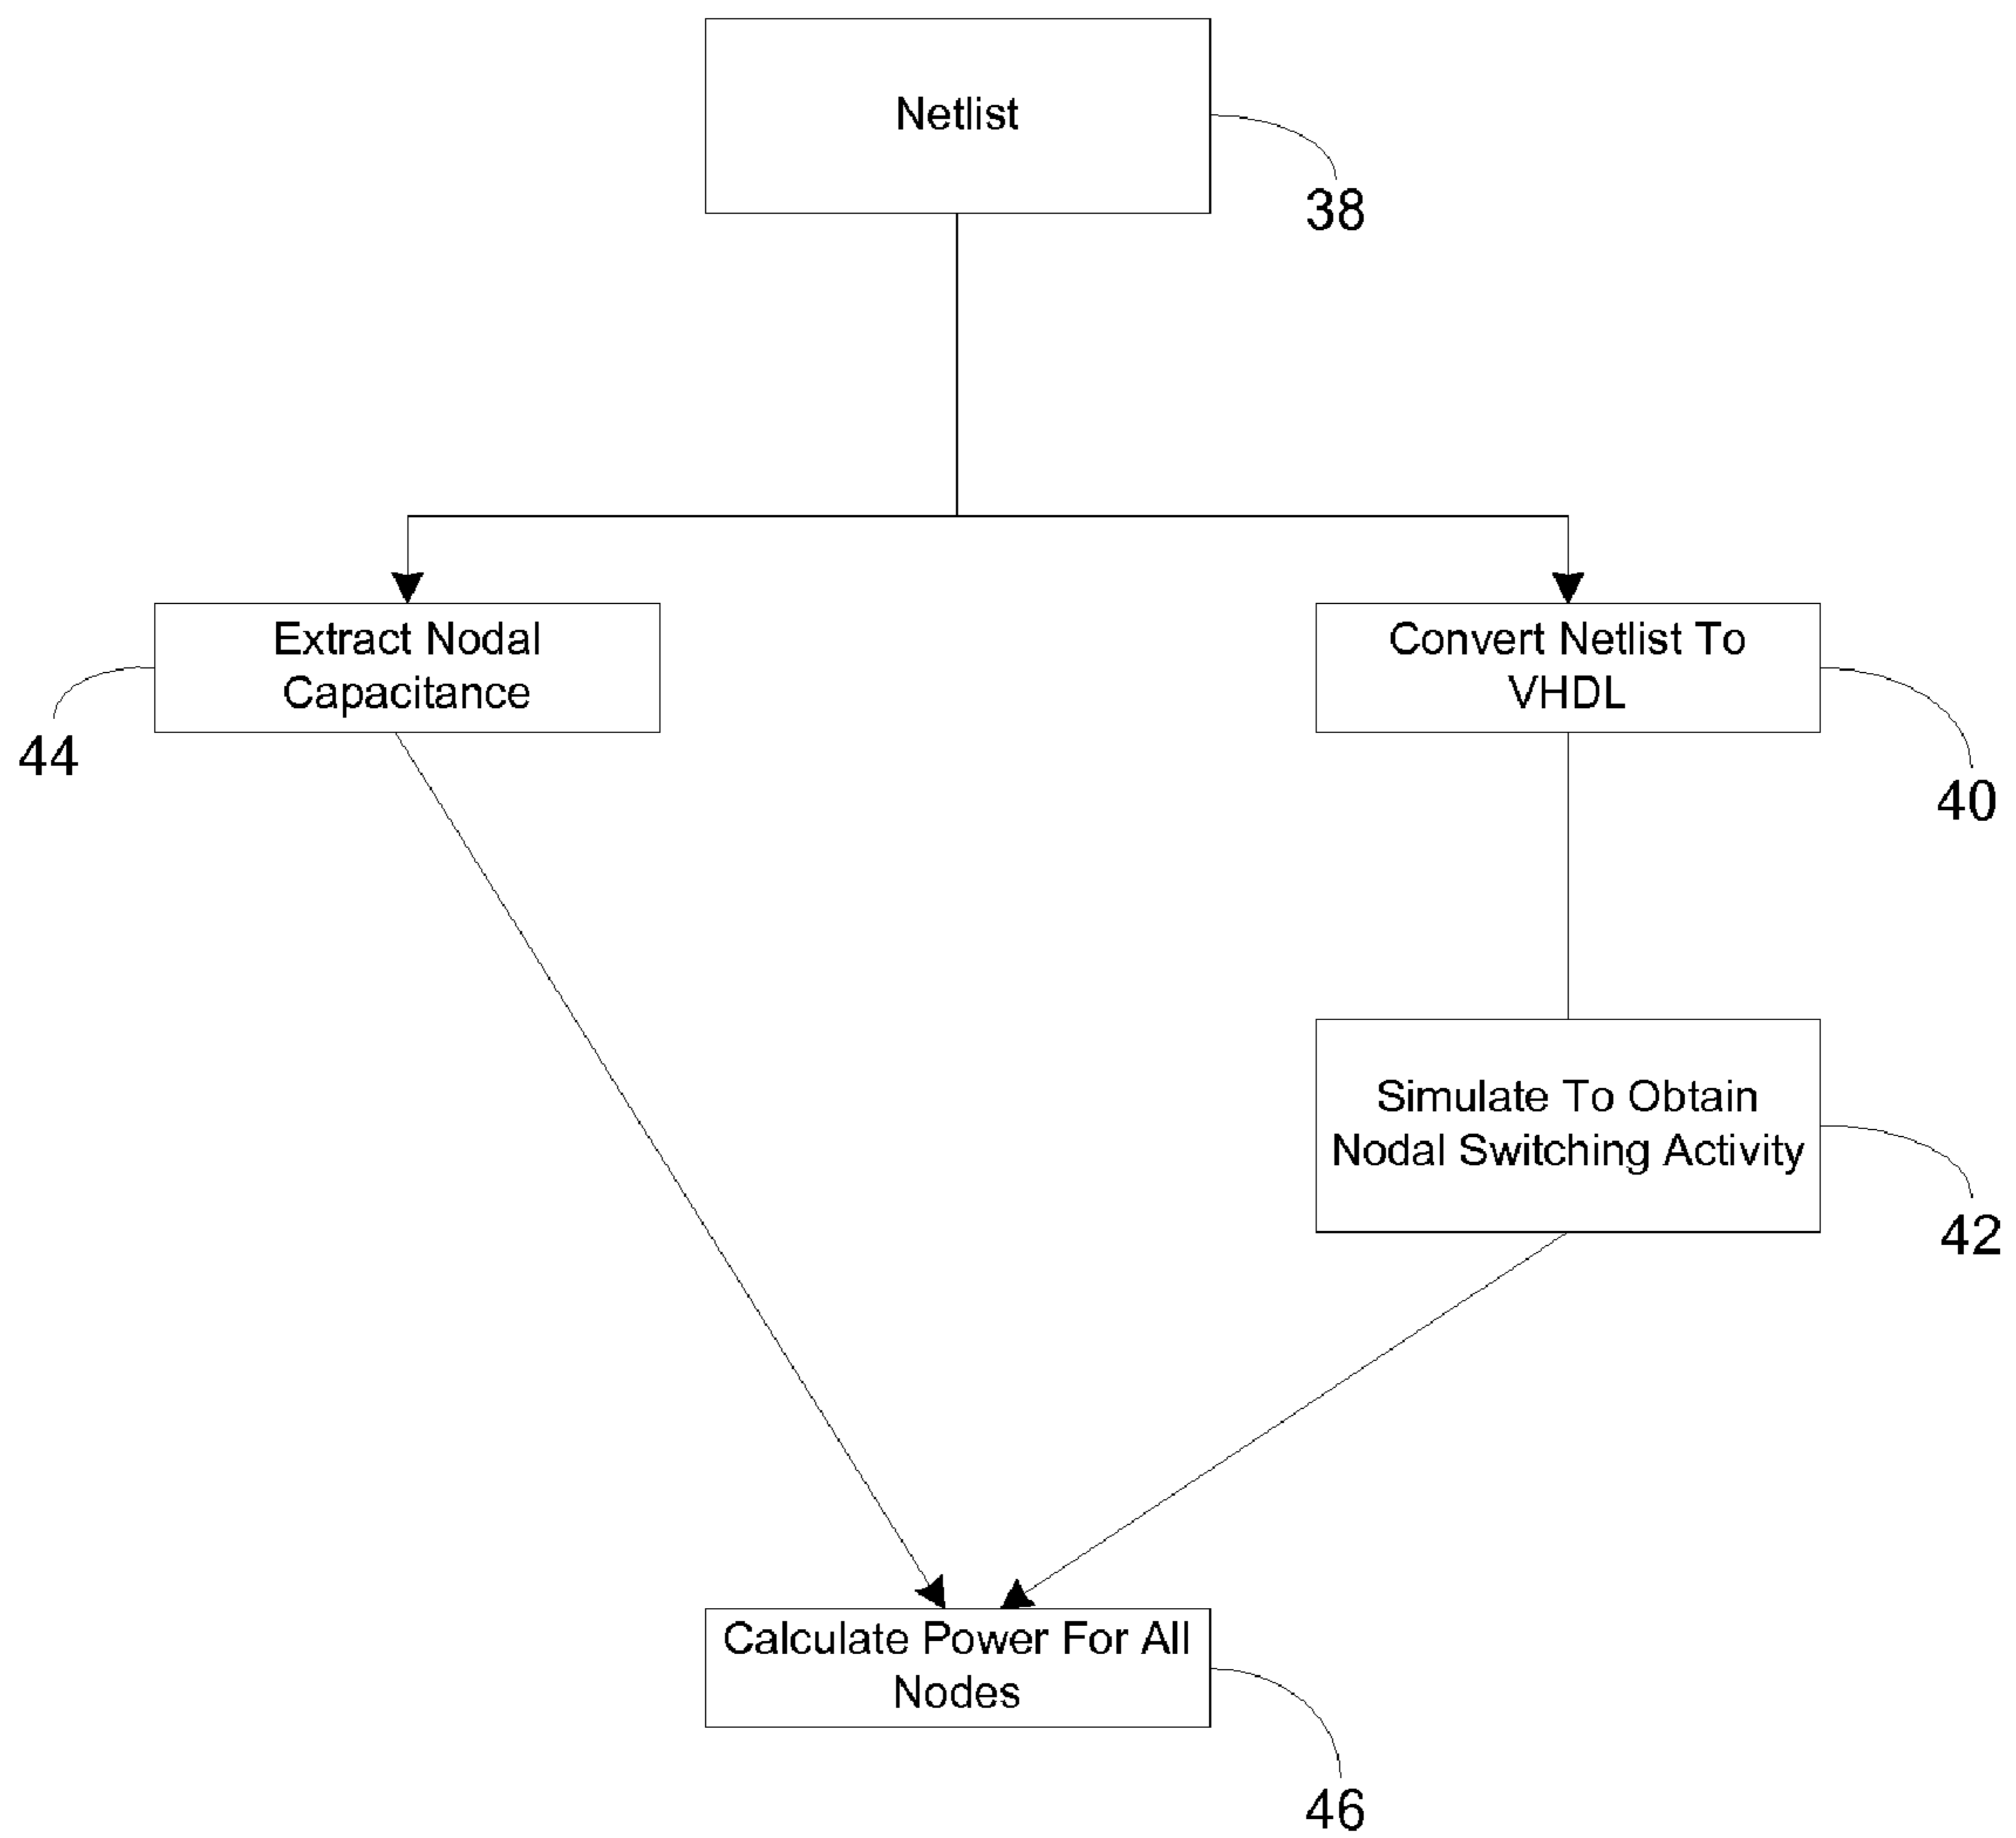 Netlist
38
Extract Nodal
Capacitance
44
Convert Netlist To
VHDL
40
Simulate To Obtain
Nodal Switching Activity
42
Calculate Power For All
Nodes
46